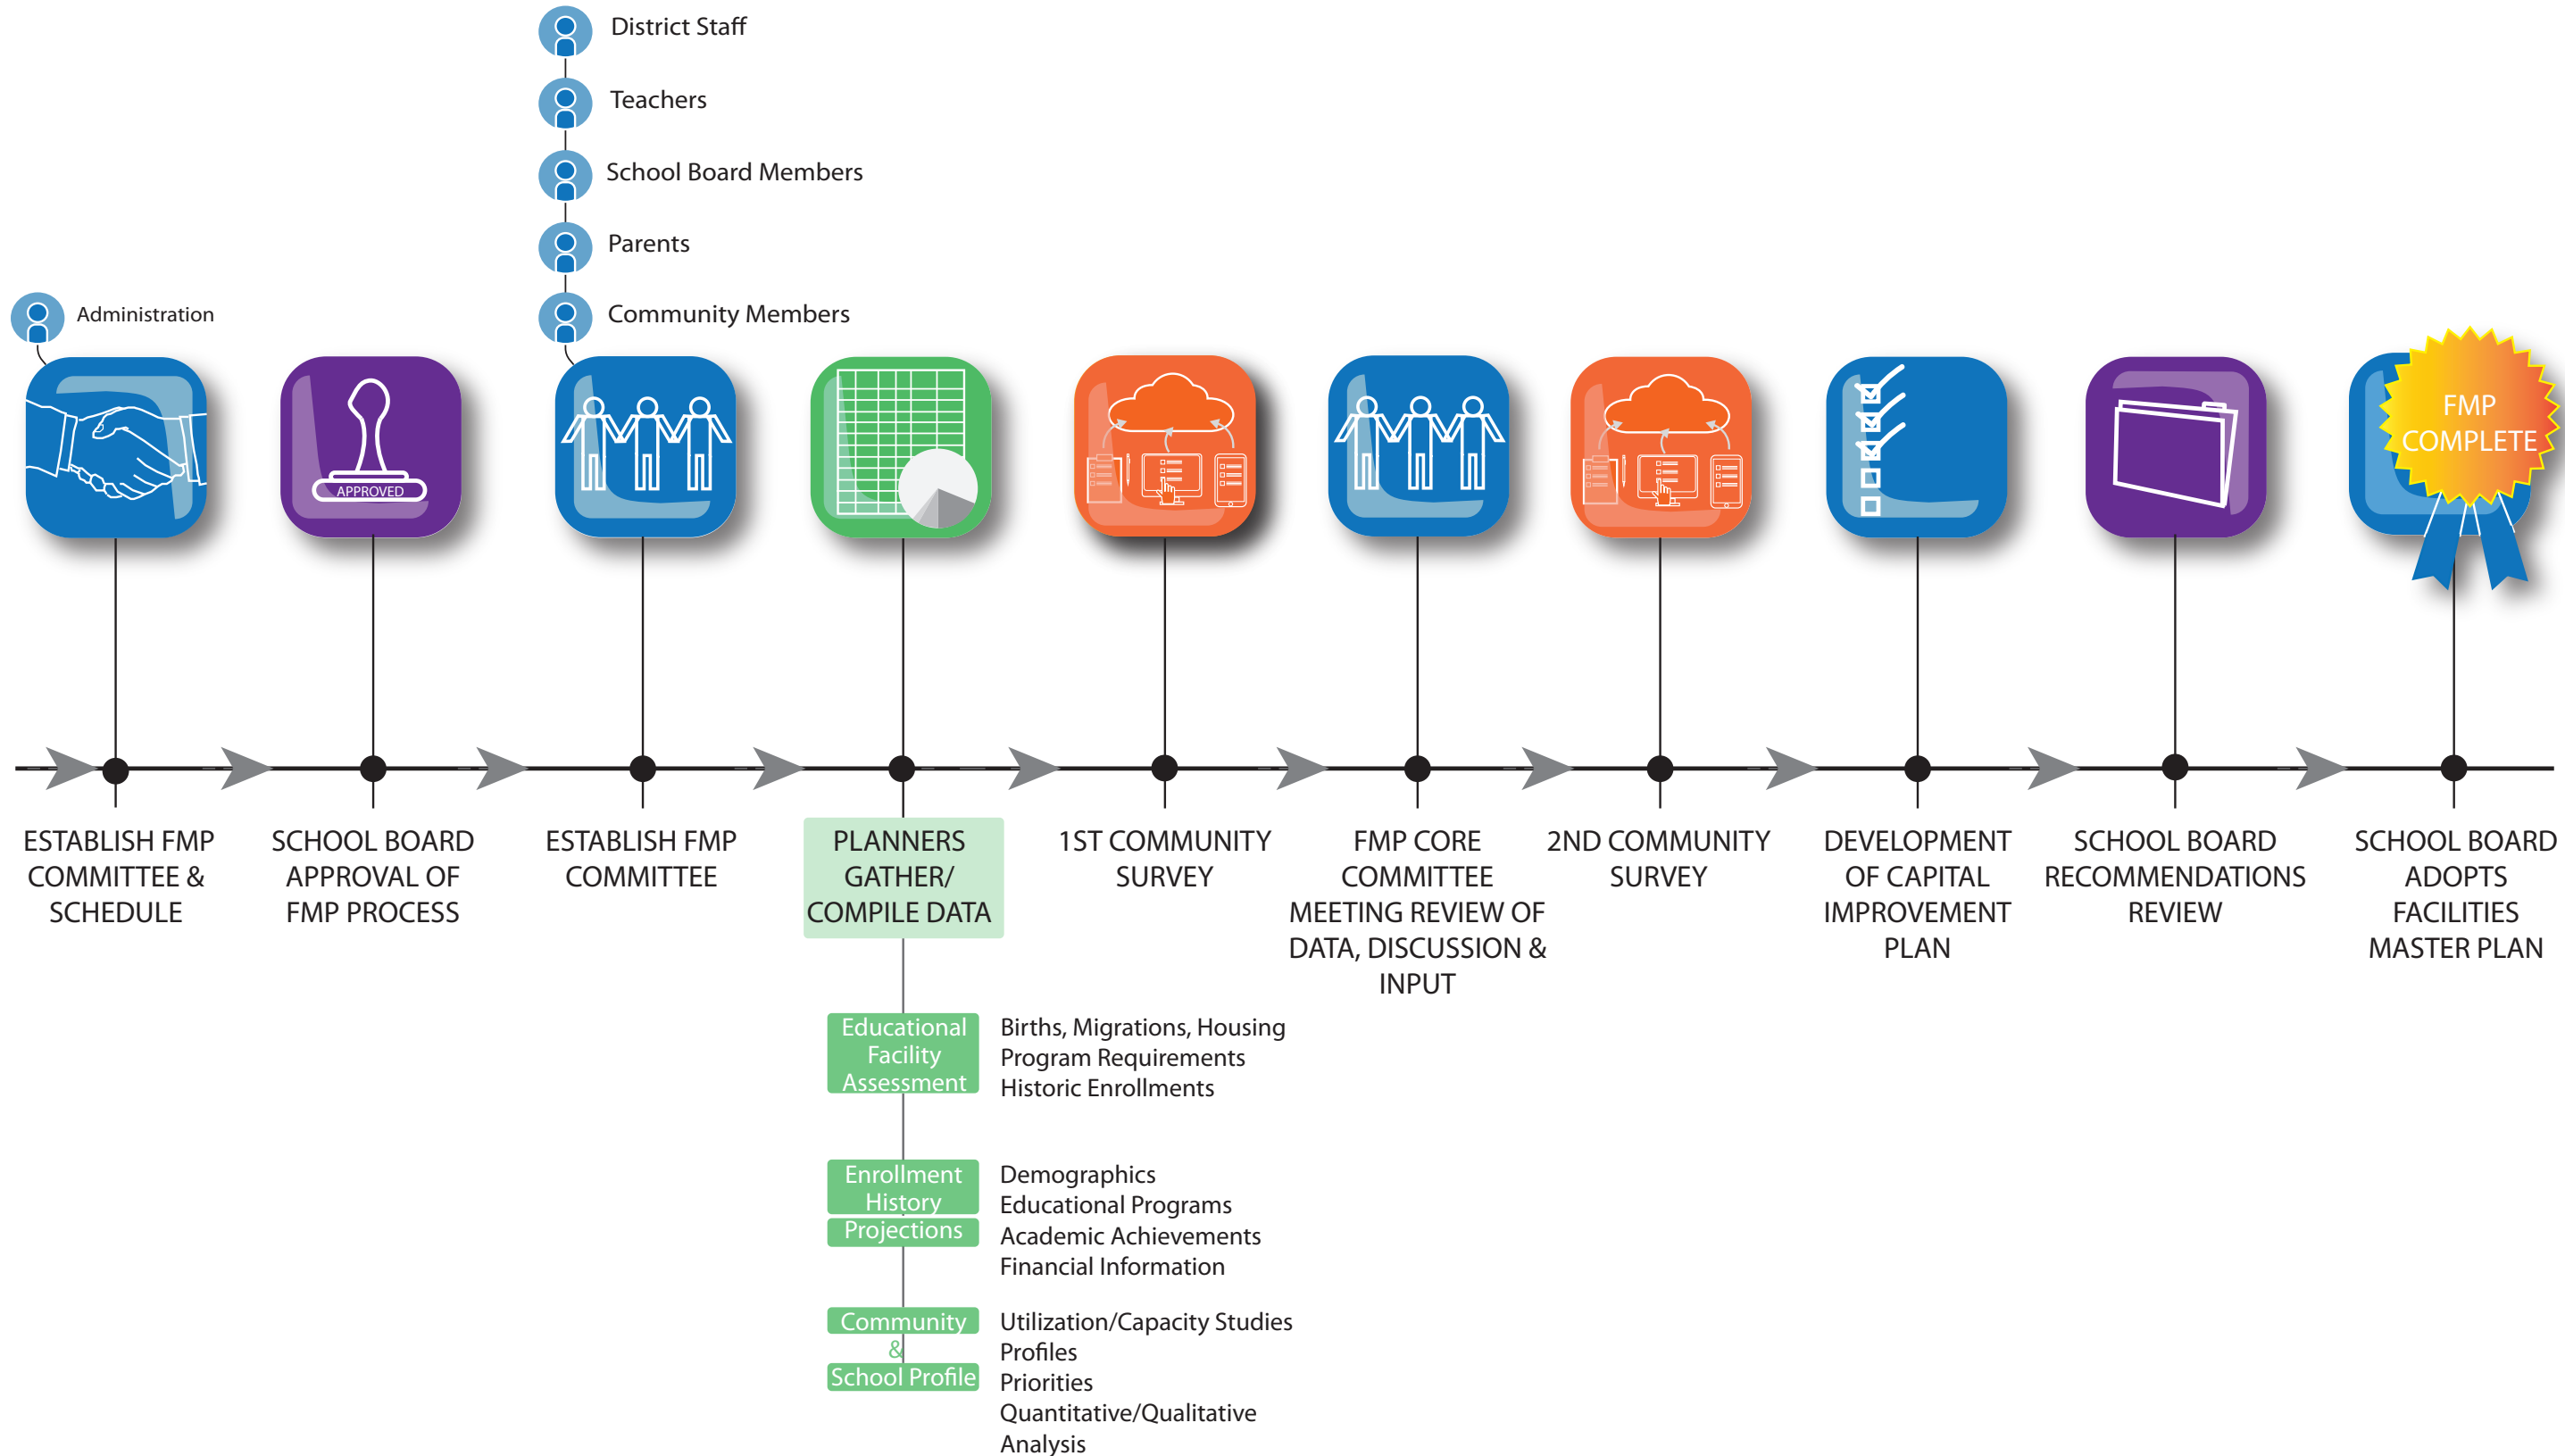 District Staff
Teachers
School Board Members
Parents
Community Members
Administration
APPROVED
FMP
COMPLETE
ESTABLISH FMP
COMMITTEE &
SCHEDULE
SCHOOL BOARD
APPROVAL OF
FMP PROCESS
ESTABLISH FMP
COMMITTEE
PLANNERS
GATHER/
COMPILE DATA
1ST COMMUNITY
SURVEY
FMP CORE
COMMITTEE
MEETING REVIEW OF
DATA, DISCUSSION &
INPUT
2ND COMMUNITY
SURVEY
DEVELOPMENT
OF CAPITAL
IMPROVEMENT
PLAN
SCHOOL BOARD
RECOMMENDATIONS
REVIEW
SCHOOL BOARD
ADOPTS
FACILITIES
MASTER PLAN
Educational
Facility
Assessment
Births, Migrations, Housing
Program Requirements
Historic Enrollments
Enrollment
History
Projections
Demographics
Educational Programs
Academic Achievements
Financial Information
Community
&
School Profile
Utilization/Capacity Studies
Profiles
Priorities
Quantitative/Qualitative
Analysis